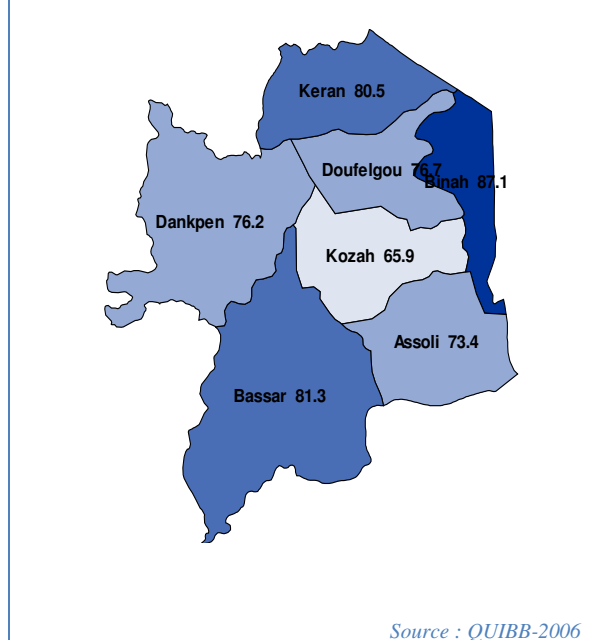 Keran 80.5
Doufelgou 76.7
Binah 87.1
Dankpen 76.2
Kozah 65.9
Assoli 73.4
Bassar 81.3
Source : QUIBB-2006